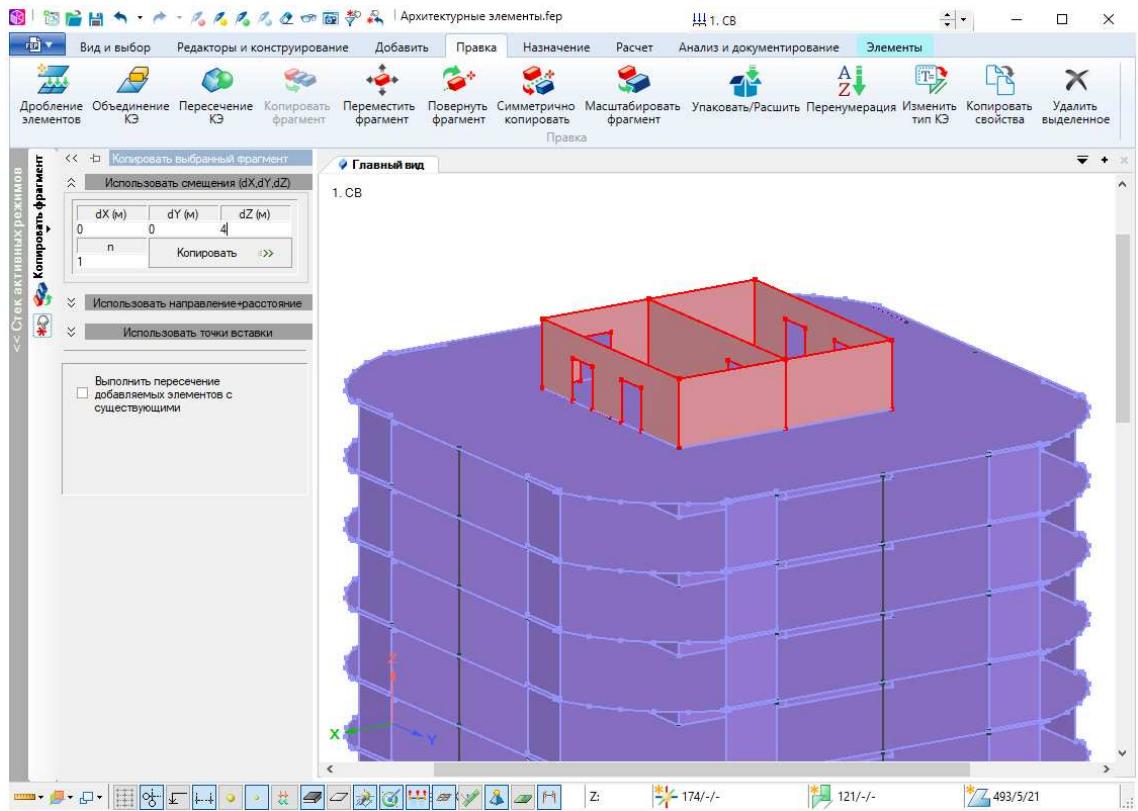 Архитектурные элементы.fep
1. СВ
Вид и выбор Редакторы и конструирование Добавить Правка Назначение Расчет Анализ и документирование Элементы
Дробление элементов
Объединение КЭ
Пересечение КЭ
Копировать фрагмент
Переместить фрагмент
Повернуть фрагмент
Симметрично копировать
Масштабировать фрагмент
Упаковать/Расшить
Перенумерация
Изменить тип КЭ
Копировать свойства
Удалить выделенное
Правка
<< Стек активных режимов
Копировать фрагмент
<< Копировать выбранный фрагмент
Использовать смещения (dX,dY,dZ)
dX (м) dY (м) dZ (м)
0 0 4
n
1
Копировать
Использовать направление+расстояние
Использовать точки вставки
Выполнить пересечение
добавляемых элементов с
существующими
Главный вид
1. СВ
Z
X
Y
Z:
174/-/-
121/-/-
493/5/21